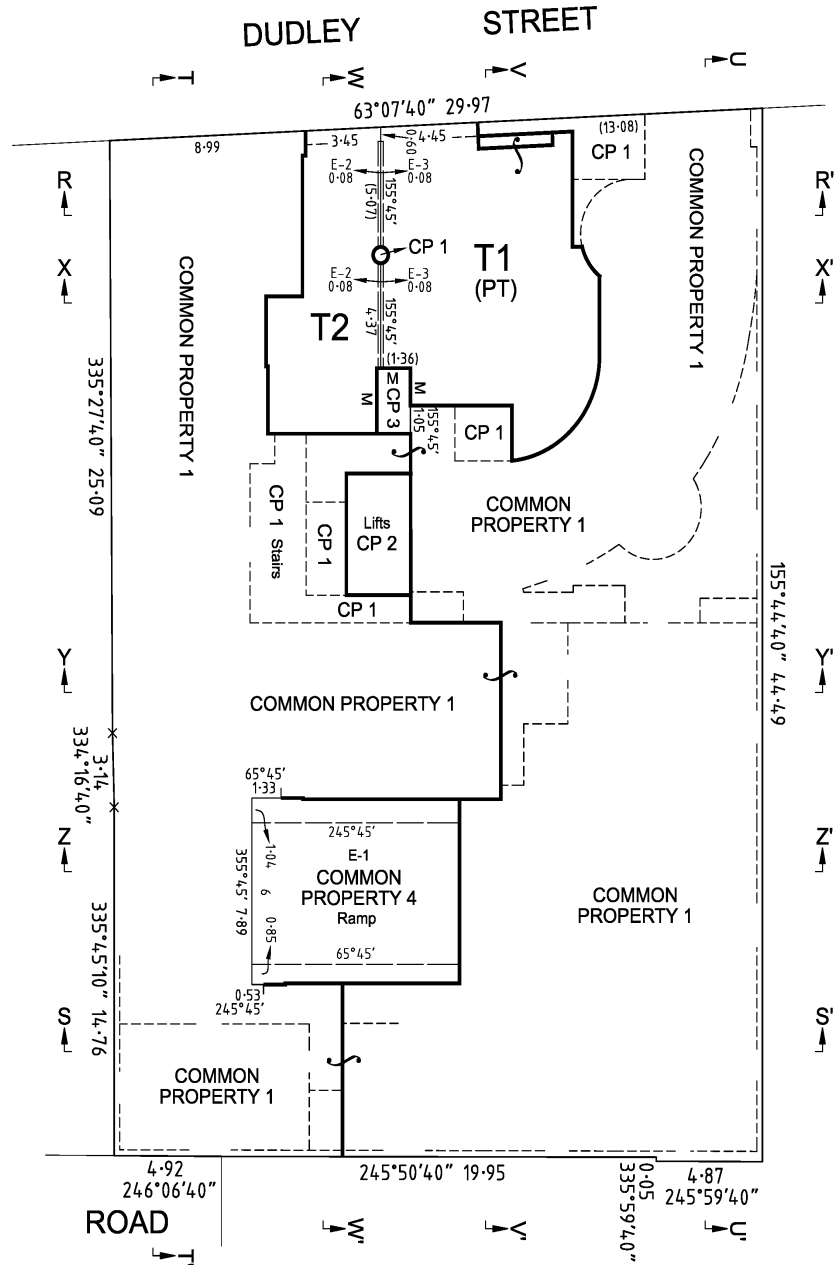 DUDLEY STREET
T
W
V
U
63°07'40" 29·97
8·99
3·45
0·60
4·45
(13·08)
CP 1
R
R'
E-2
0·08
E-3
0·08
155°45'
(5·07)
COMMON PROPERTY 1
CP 1
T1
(PT)
X
X'
COMMON PROPERTY 1
E-2
0·08
E-3
0·08
155°45'
4·37
T2
(1·36)
M
M
M
CP 3
1·05
155°45'
CP 1
335°27'40" 25·09
COMMON
PROPERTY 1
CP 1 Stairs
CP 1
Lifts
CP 2
CP 1
155°44'40" 44·49
Y
Y'
COMMON PROPERTY 1
3·14
334°16'40"
65°45'
1·33
Z
Z'
245°45'
1·04
E-1
COMMON
PROPERTY 4
Ramp
355°45' 7·89
6
0·85
65°45'
COMMON
PROPERTY 1
0·53
245°45'
335°45'10" 14·76
S
S'
COMMON
PROPERTY 1
4·92
246°06'40"
245°50'40" 19·95
0·05
335°59'40"
4·87
245°59'40"
ROAD
T'
W'
V'
U'